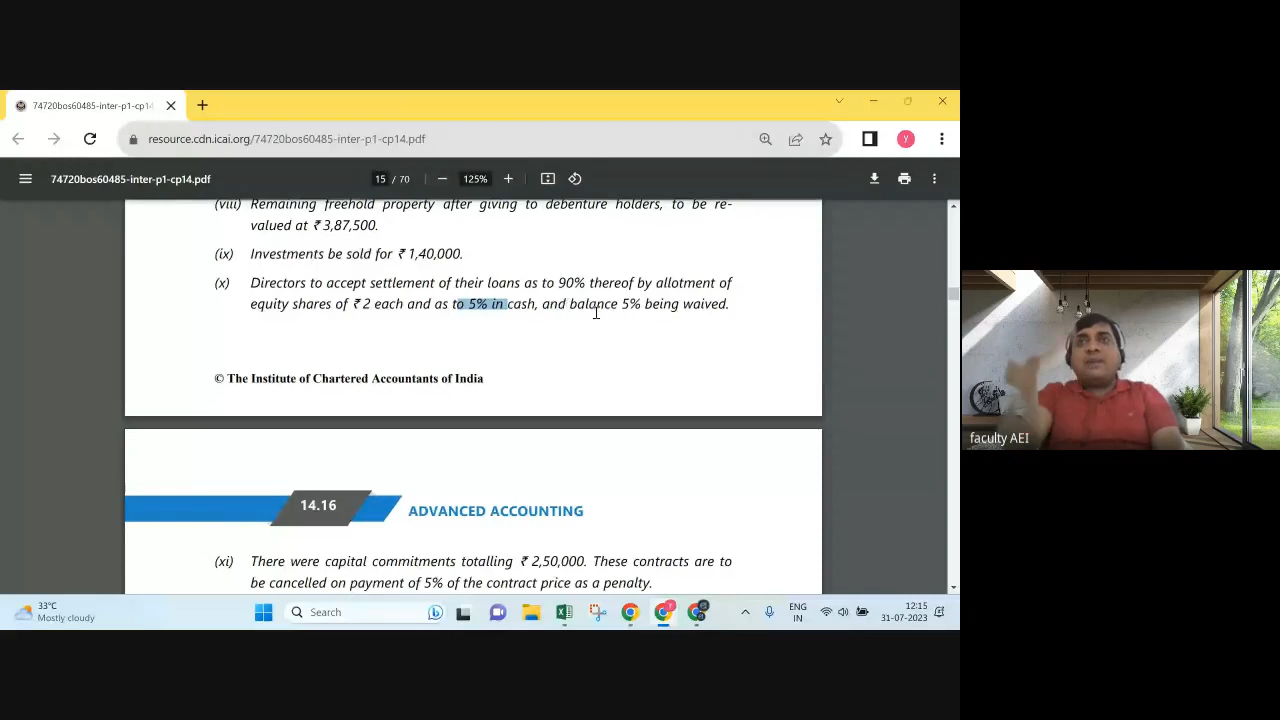 74720bos60485-inter-p1-cp14
resource.cdn.icai.org/74720bos60485-inter-p1-cp14.pdf
74720bos60485-inter-p1-cp14.pdf
15 / 70
125%
(viii) Remaining freehold property after giving to debenture holders, to be re-
valued at ₹ 3,87,500.
(ix) Investments be sold for ₹ 1,40,000.
(x) Directors to accept settlement of their loans as to 90% thereof by allotment of
equity shares of ₹ 2 each and as to 5% in cash, and balance 5% being waived.
© The Institute of Chartered Accountants of India
14.16
ADVANCED ACCOUNTING
(xi) There were capital commitments totalling ₹ 2,50,000. These contracts are to
be cancelled on payment of 5% of the contract price as a penalty.
faculty AEI
33°C
Mostly cloudy
Search
ENG
IN
12:15
31-07-2023
y